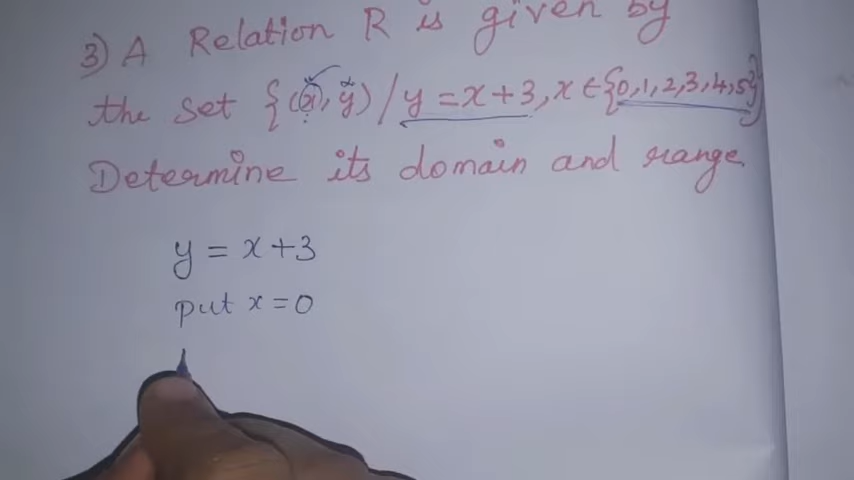 3) A Relation R is given by
the set {(x, y) / y = x + 3, x ∈ {0, 1, 2, 3, 4, 5}}
Determine its domain and range.
y = x + 3
put x = 0